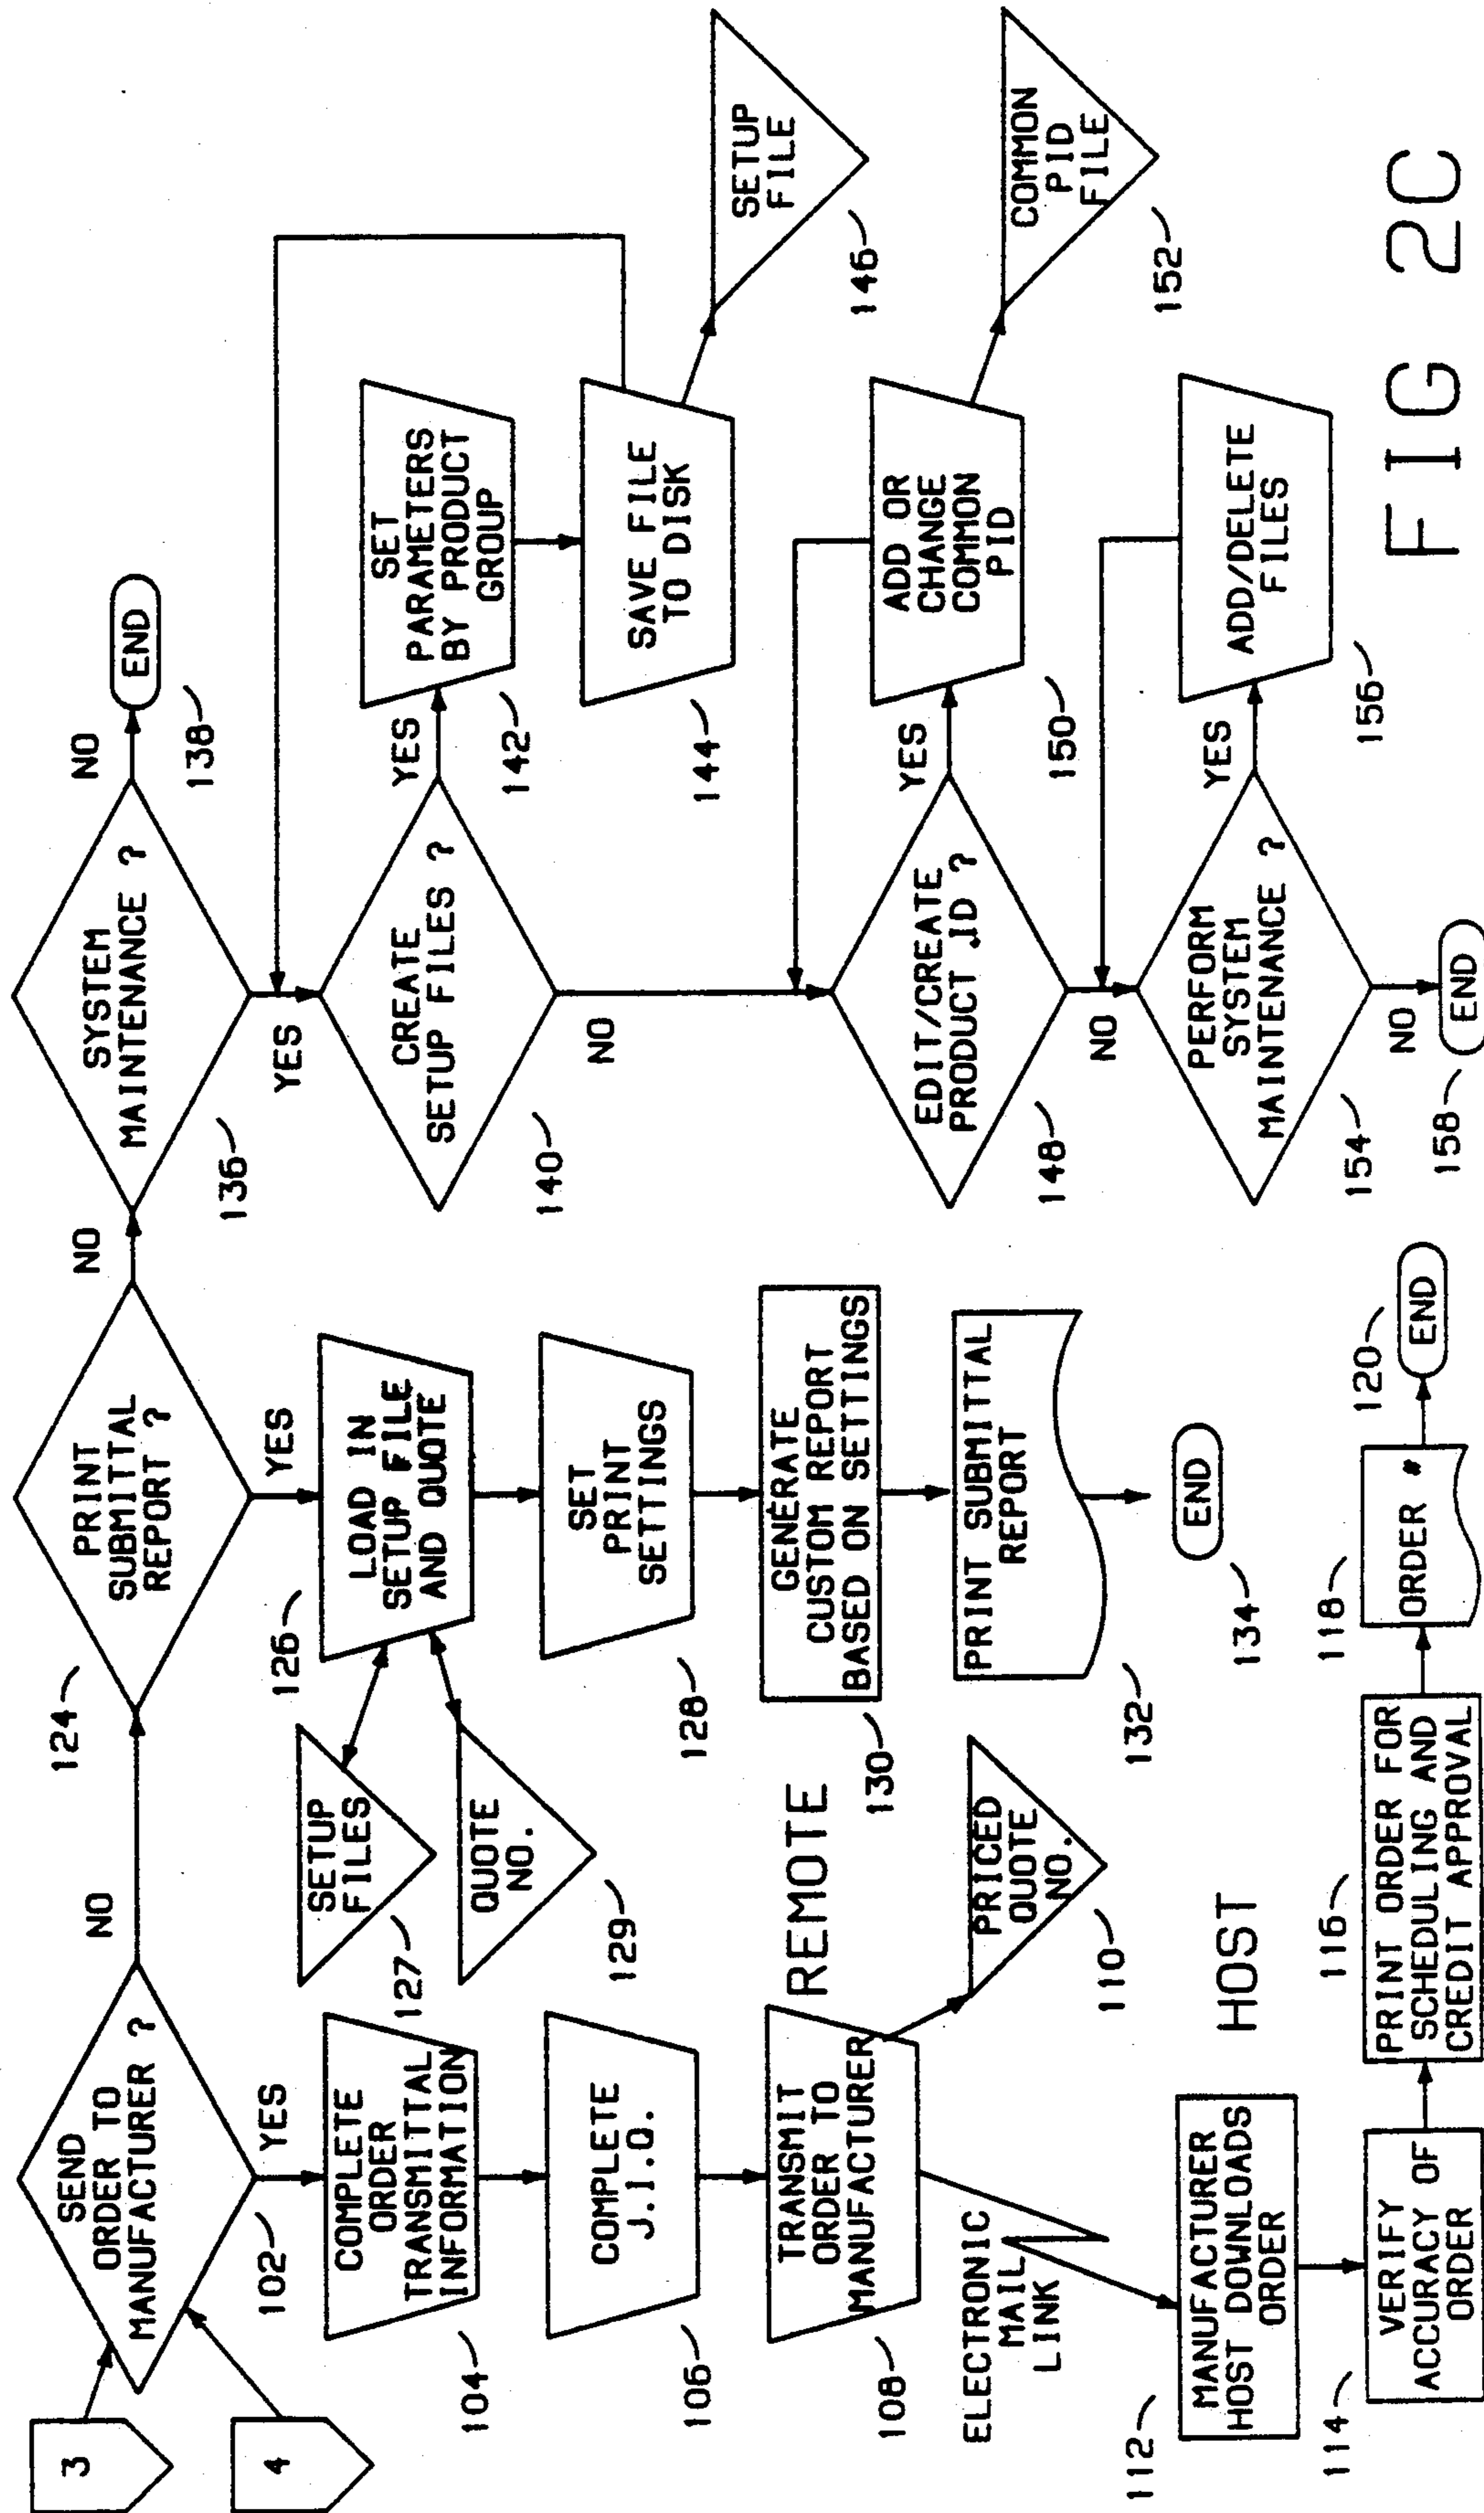 3
4
SEND
ORDER TO
MANUFACTURER ?
102
NO
YES
COMPLETE
ORDER
TRANSMITTAL
INFORMATION
104
COMPLETE
J.I.Q.
106
TRANSMIT
ORDER TO
MANUFACTURER
108
PRICED
QUOTE
NO.
110
ELECTRONIC
MAIL
LINK
REMOTE
HOST
MANUFACTURER
HOST DOWNLOADS
ORDER
112
VERIFY
ACCURACY OF
ORDER
114
PRINT ORDER FOR
SCHEDULING AND
CREDIT APPROVAL
116
ORDER #
118
END
120
PRINT
SUBMITTAL
REPORT ?
124
NO
YES
LOAD IN
SETUP FILE
AND QUOTE
126
SETUP
FILES
127
QUOTE
NO.
129
SET
PRINT
SETTINGS
128
GENERATE
CUSTOM REPORT
BASED ON SETTINGS
130
PRINT SUBMITTAL
REPORT
132
END
134
SYSTEM
MAINTENANCE ?
136
NO
END
138
YES
CREATE
SETUP FILES ?
140
YES
SET
PARAMETERS
BY PRODUCT
GROUP
142
SAVE FILE
TO DISK
144
SETUP
FILE
146
NO
EDIT/CREATE
PRODUCT ID ?
148
YES
ADD OR
CHANGE
COMMON
PID
150
COMMON
PID
FILE
152
NO
PERFORM
SYSTEM
MAINTENANCE ?
154
YES
ADD/DELETE
FILES
156
NO
END
158
FIG 2C